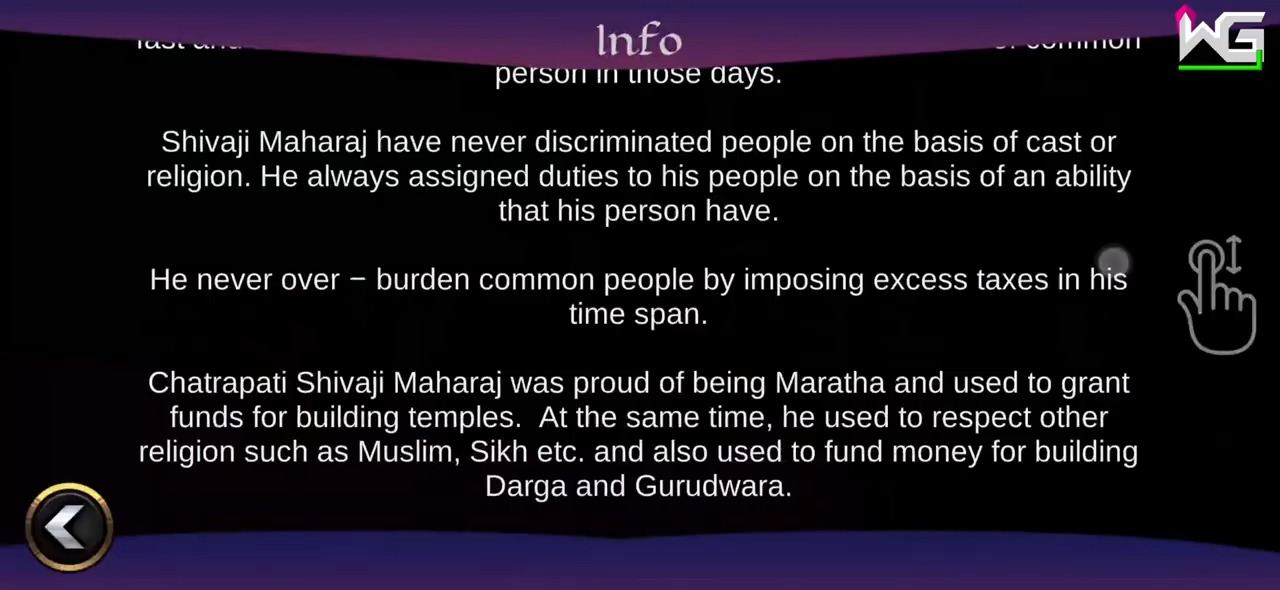 Info
WG
fast and common
person in those days.
Shivaji Maharaj have never discriminated people on the basis of cast or
religion. He always assigned duties to his people on the basis of an ability
that his person have.
He never over – burden common people by imposing excess taxes in his
time span.
Chatrapati Shivaji Maharaj was proud of being Maratha and used to grant
funds for building temples.  At the same time, he used to respect other
religion such as Muslim, Sikh etc. and also used to fund money for building
Darga and Gurudwara.